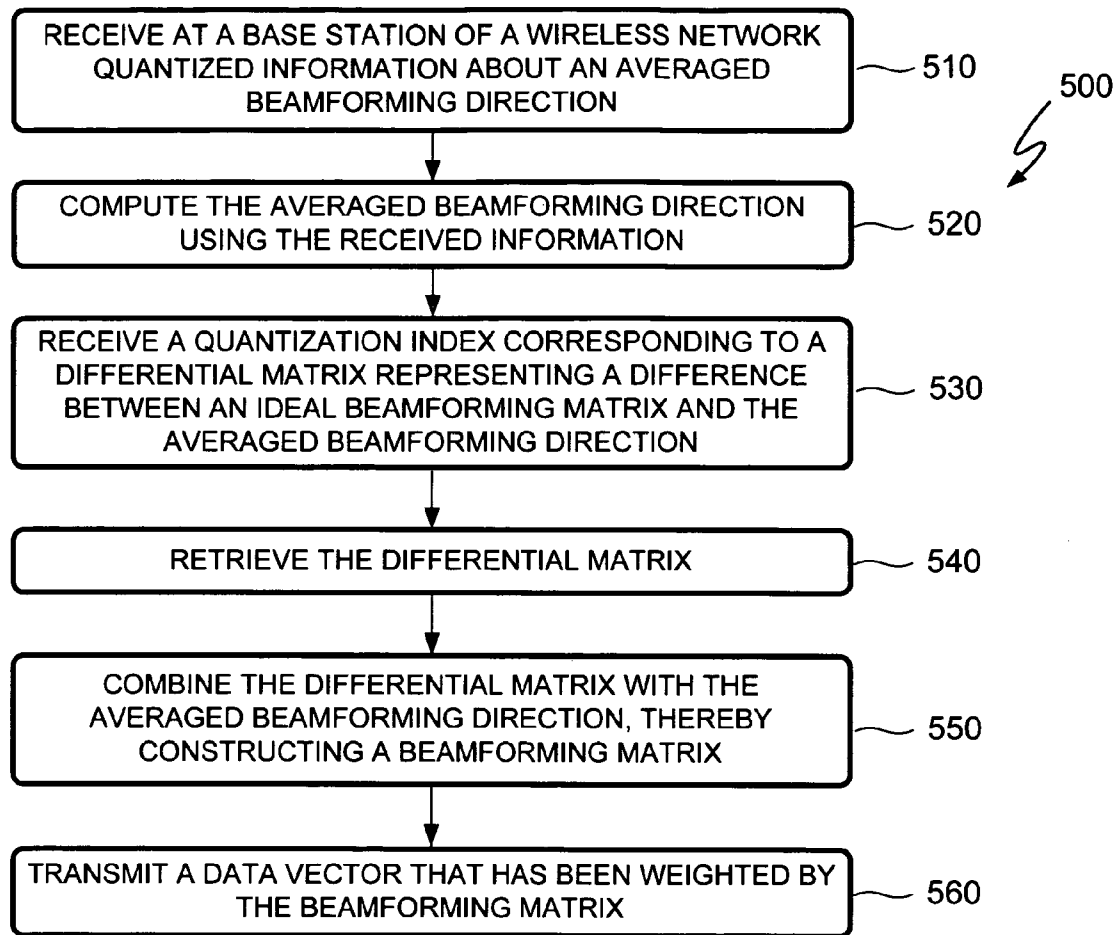 RECEIVE AT A BASE STATION OF A WIRELESS NETWORK
QUANTIZED INFORMATION ABOUT AN AVERAGED
BEAMFORMING DIRECTION
510
500
COMPUTE THE AVERAGED BEAMFORMING DIRECTION
USING THE RECEIVED INFORMATION
520
RECEIVE A QUANTIZATION INDEX CORRESPONDING TO A
DIFFERENTIAL MATRIX REPRESENTING A DIFFERENCE
BETWEEN AN IDEAL BEAMFORMING MATRIX AND THE
AVERAGED BEAMFORMING DIRECTION
530
RETRIEVE THE DIFFERENTIAL MATRIX
540
COMBINE THE DIFFERENTIAL MATRIX WITH THE
AVERAGED BEAMFORMING DIRECTION, THEREBY
CONSTRUCTING A BEAMFORMING MATRIX
550
TRANSMIT A DATA VECTOR THAT HAS BEEN WEIGHTED BY
THE BEAMFORMING MATRIX
560